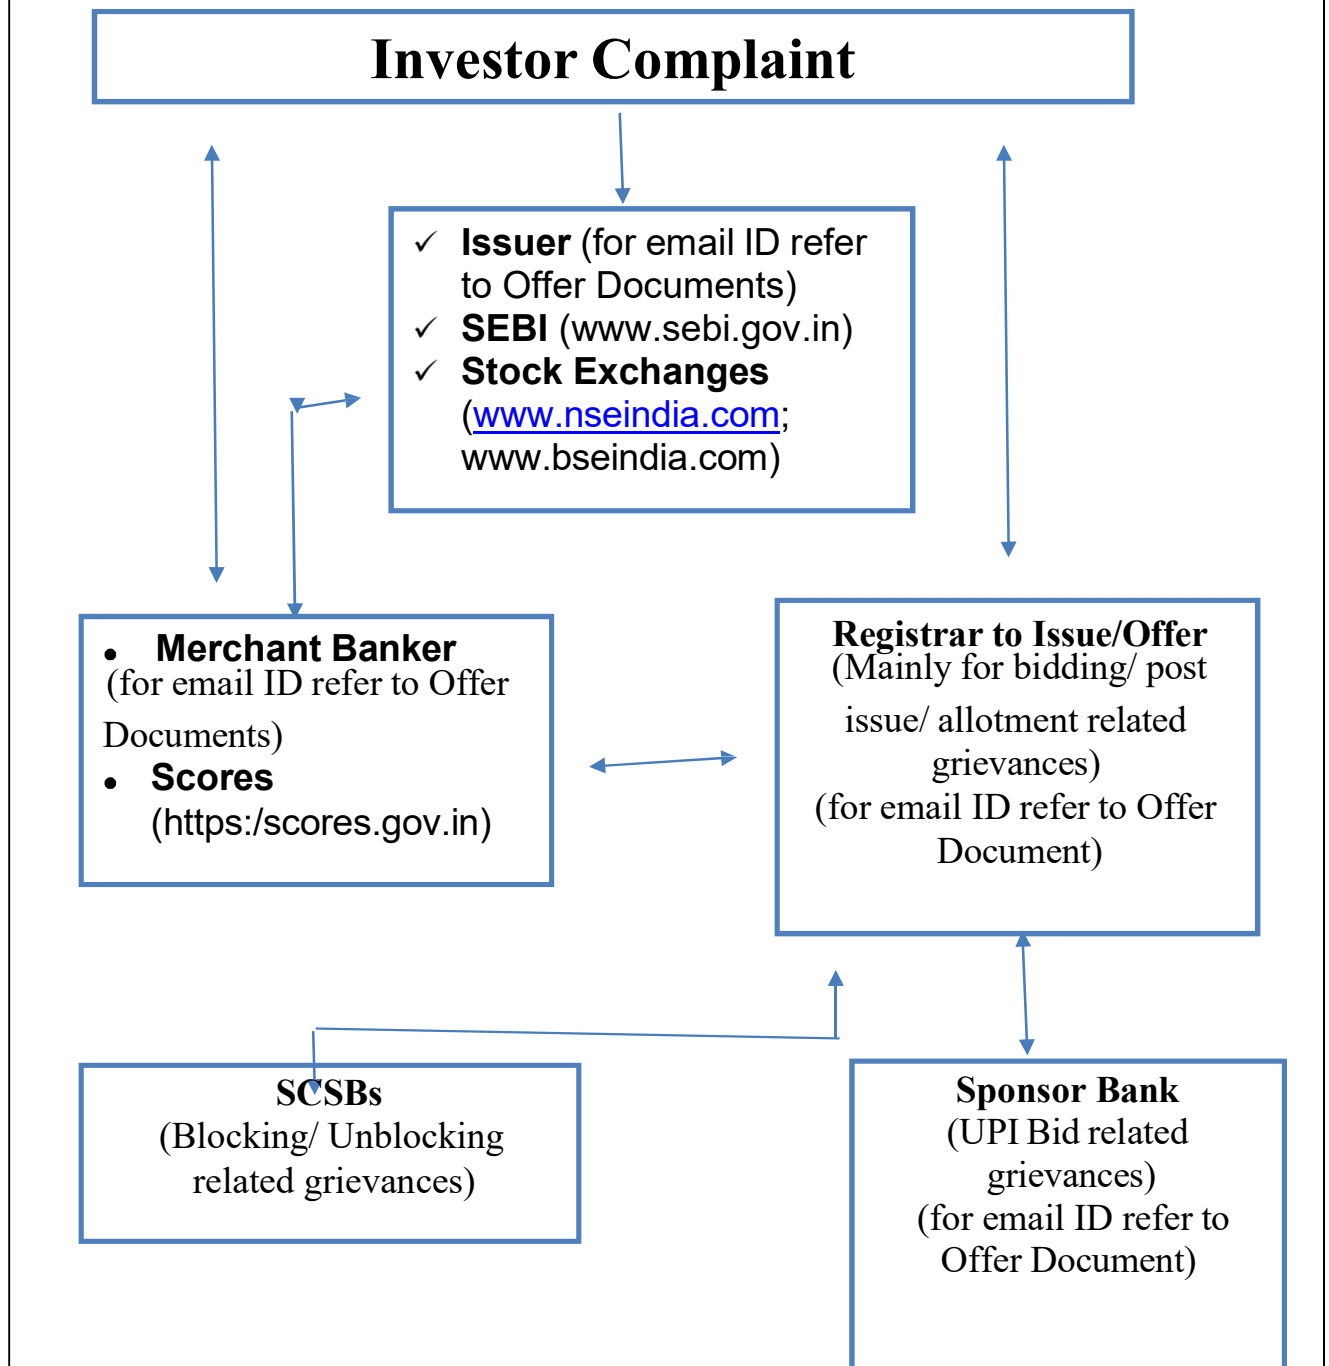 Investor Complaint
✓ Issuer (for email ID refer
to Offer Documents)
✓ SEBI (www.sebi.gov.in)
✓ Stock Exchanges
(www.nseindia.com;
www.bseindia.com)
• Merchant Banker
(for email ID refer to Offer
Documents)
• Scores
(https:/scores.gov.in)
Registrar to Issue/Offer
(Mainly for bidding/ post
issue/ allotment related
grievances)
(for email ID refer to Offer
Document)
SCSBs
(Blocking/ Unblocking
related grievances)
Sponsor Bank
(UPI Bid related
grievances)
(for email ID refer to
Offer Document)